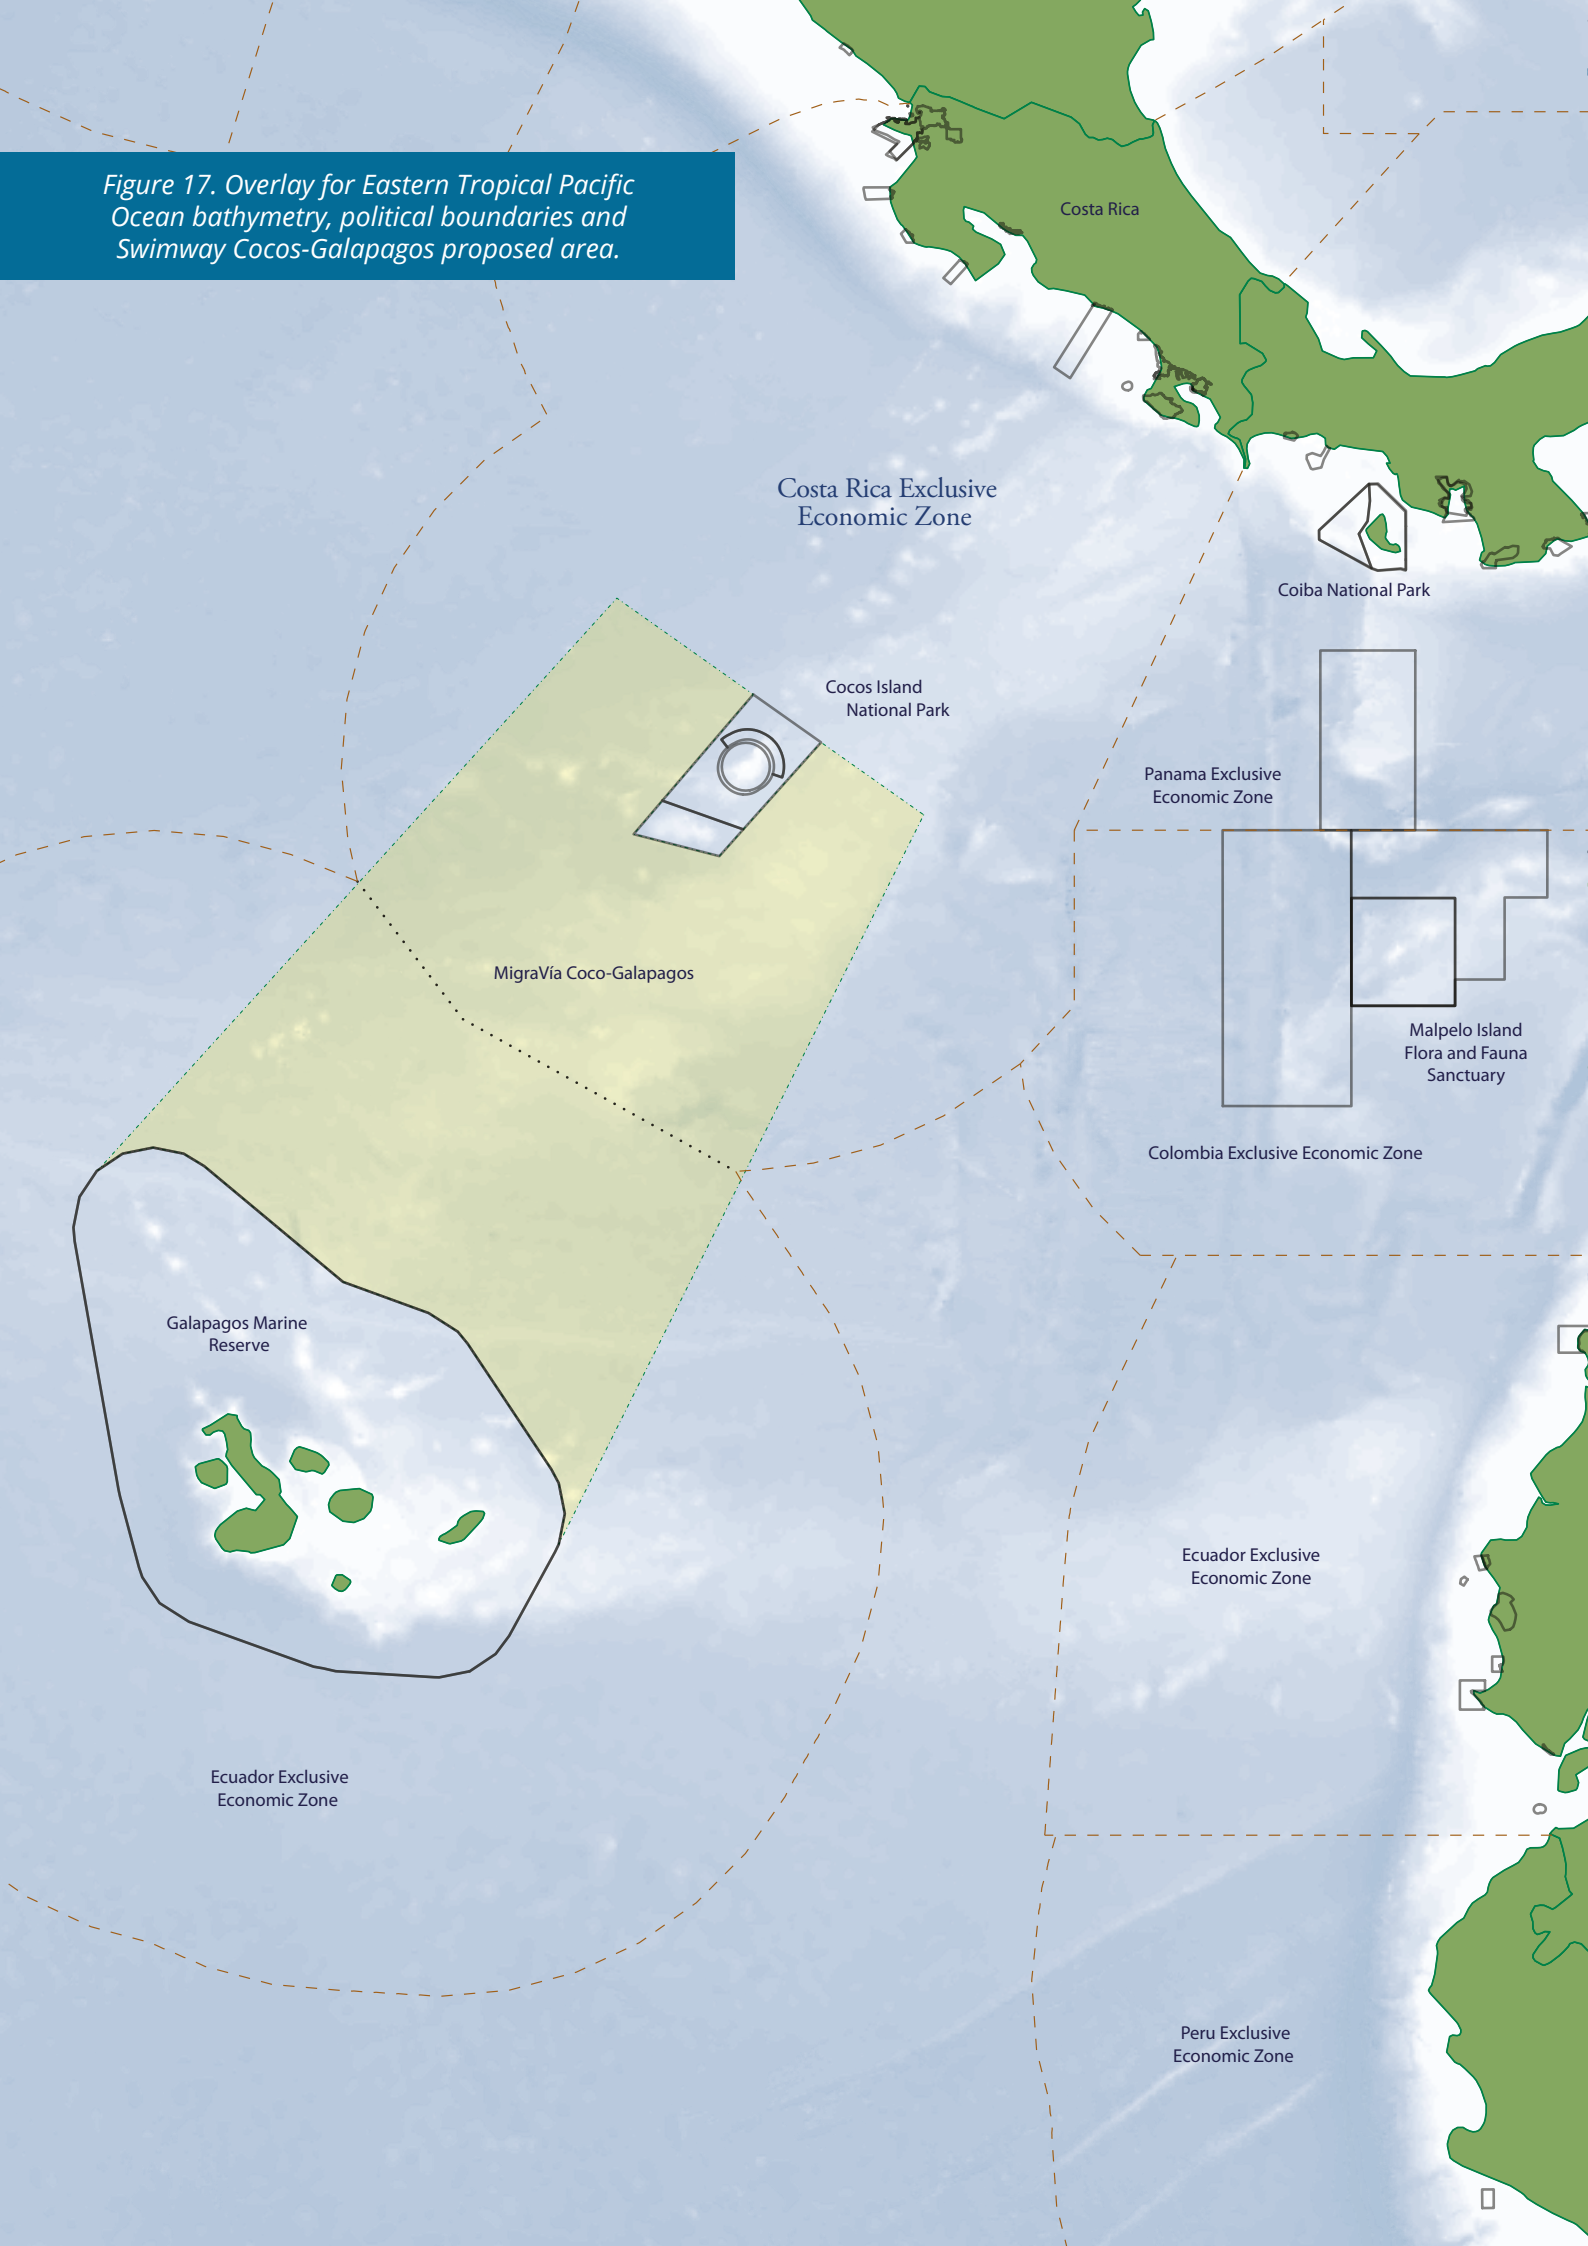 Figure 17. Overlay for Eastern Tropical Pacific
Ocean bathymetry, political boundaries and
Swimway Cocos-Galapagos proposed area.
Costa Rica
Costa Rica Exclusive
Economic Zone
Coiba National Park
Cocos Island
National Park
Panama Exclusive
Economic Zone
MigraVía Coco-Galapagos
Malpelo Island
Flora and Fauna
Sanctuary
Colombia Exclusive Economic Zone
Galapagos Marine
Reserve
Ecuador Exclusive
Economic Zone
Ecuador Exclusive
Economic Zone
Peru Exclusive
Economic Zone